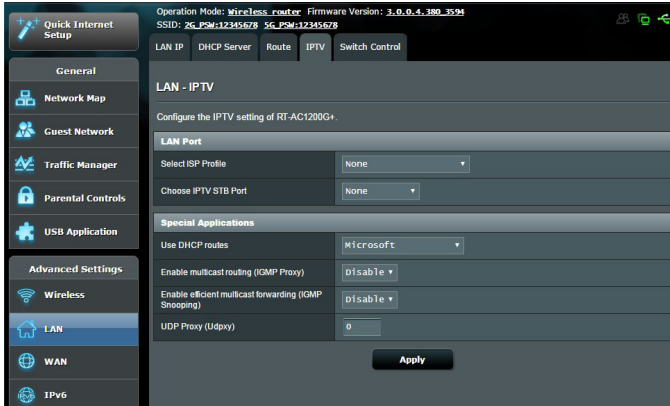 Quick Internet
Setup
General
Network Map
Guest Network
Traffic Manager
Parental Controls
USB Application
Advanced Settings
Wireless
LAN
WAN
IPv6
Operation Mode: Wireless router Firmware Version: 3.0.0.4.380_3594
SSID: 2G_PSW:12345678 5G_PSW:12345678
LAN IP DHCP Server Route IPTV Switch Control
LAN - IPTV
Configure the IPTV setting of RT-AC1200G+.
LAN Port
Select ISP Profile None
Choose IPTV STB Port None
Special Applications
Use DHCP routes Microsoft
Enable multicast routing (IGMP Proxy) Disable
Enable efficient multicast forwarding (IGMP
Snooping) Disable
UDP Proxy (Udpxy) 0
Apply